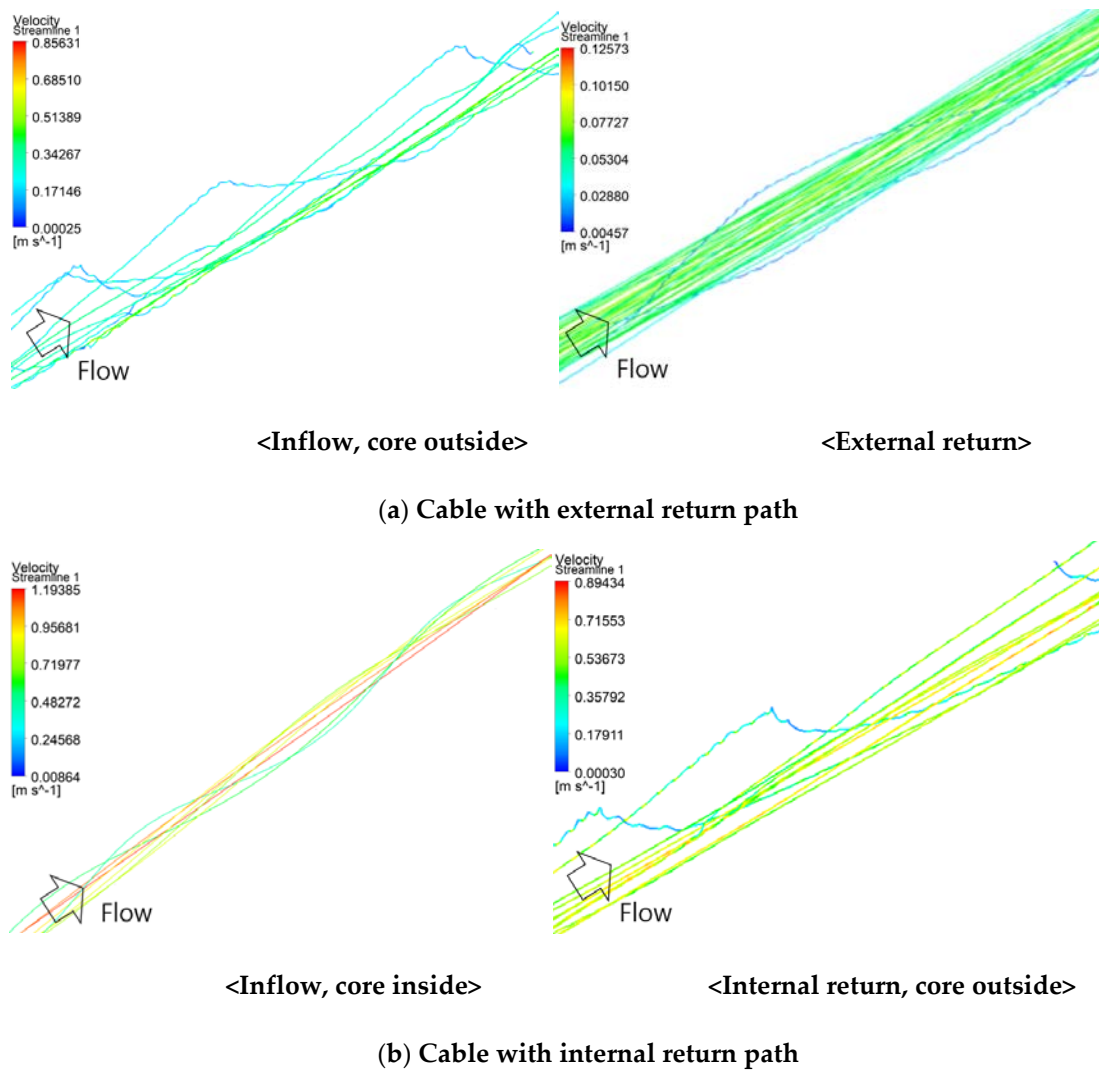 Velocity
Streamline 1
0.85631
0.68510
0.51389
0.34267
0.17146
0.00025
[m s^-1]
Flow
Velocity
Streamline 1
0.12573
0.10150
0.07727
0.05304
0.02880
0.00457
[m s^-1]
Flow
<Inflow, core outside>
<External return>
(a) Cable with external return path
Velocity
Streamline 1
1.19385
0.95681
0.71977
0.48272
0.24568
0.00864
[m s^-1]
Flow
Velocity
Streamline 1
0.89434
0.71553
0.53673
0.35792
0.17911
0.00030
[m s^-1]
Flow
<Inflow, core inside>
<Internal return, core outside>
(b) Cable with internal return path